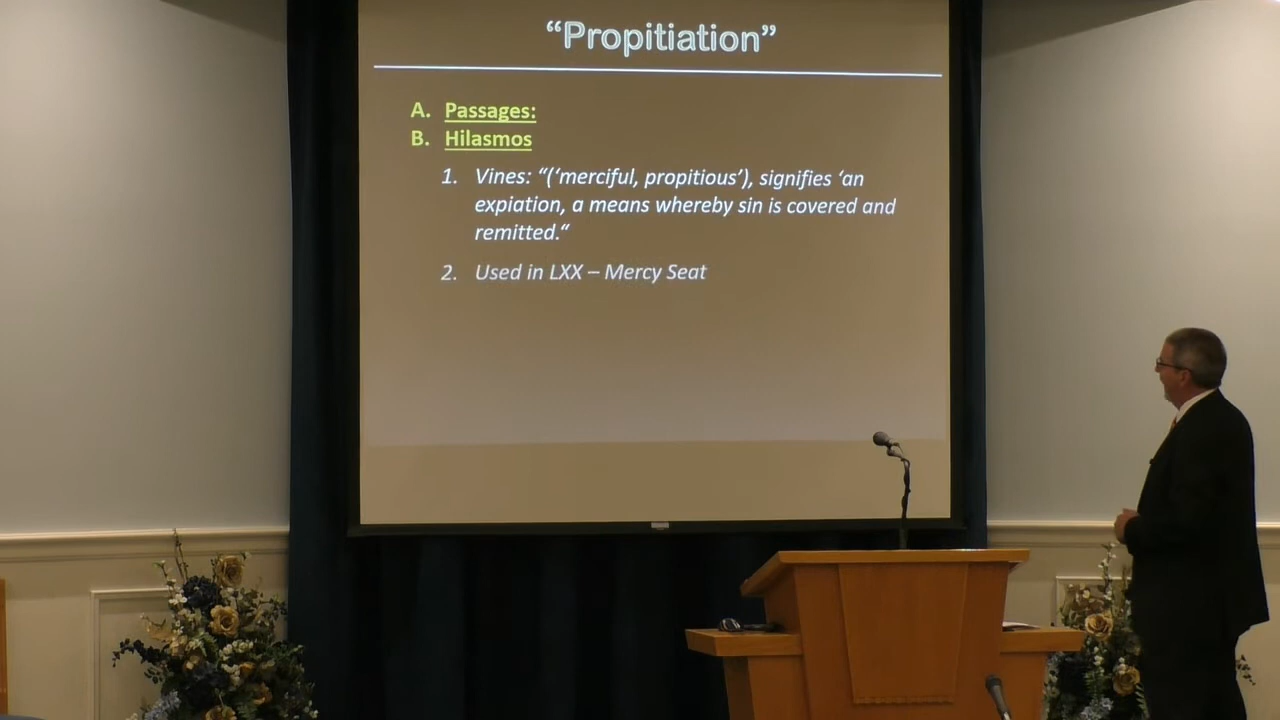 “Propitiation”
A. Passages:
B. Hilasmos
1. Vines: “(‘merciful, propitious’), signifies ‘an
expiation, a means whereby sin is covered and
remitted.“
2. Used in LXX – Mercy Seat